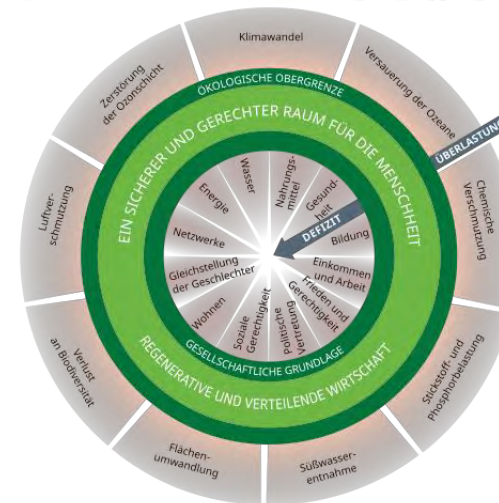 Klimawandel
Versauerung der Ozeane
ÜBERLASTUNG
Chemische
Verschmutzung
Stickstoff- und
Phosphorbelastung
Süßwasser-
entnahme
Flächen-
umwandlung
Verlust
an Biodiversität
Luftver-
schmutzung
Zerstörung
der Ozonschicht
ÖKOLOGISCHE OBERGRENZE
EIN SICHERER UND GERECHTER RAUM FÜR DIE MENSCHHEIT
Wasser
Nahrungs-
mittel
Gesund-
heit
DEFIZIT
Bildung
Einkommen
und Arbeit
Frieden und
Gerechtigkeit
Politische
Vertretung
Soziale
Gerechtigkeit
Wohnen
Gleichstellung
der Geschlechter
Netzwerke
Energie
GESELLSCHAFTLICHE GRUNDLAGE
REGENERATIVE UND VERTEILENDE WIRTSCHAFT